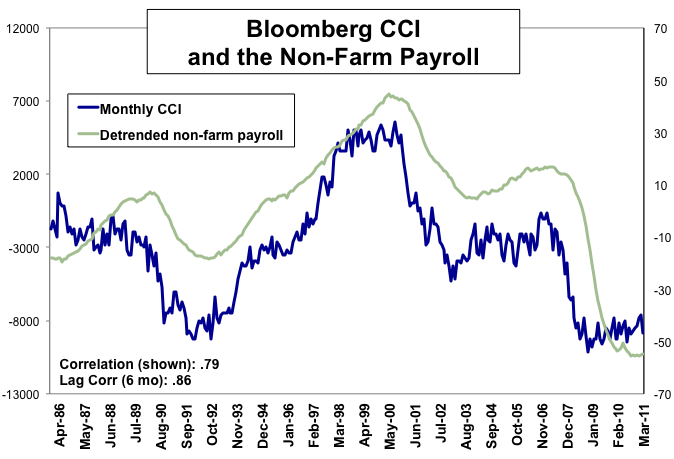 Bloomberg CCI
and the Non-Farm Payroll
12000
7000
2000
-3000
-8000
-13000
70
50
30
10
-10
-30
-50
-70
Monthly CCI
Detrended non-farm payroll
Correlation (shown): .79
Lag Corr (6 mo): .86
Apr-86
May-87
Jun-88
Jul-89
Aug-90
Sep-91
Oct-92
Nov-93
Dec-94
Jan-96
Feb-97
Mar-98
Apr-99
May-00
Jun-01
Jul-02
Aug-03
Sep-04
Oct-05
Nov-06
Dec-07
Jan-09
Feb-10
Mar-11